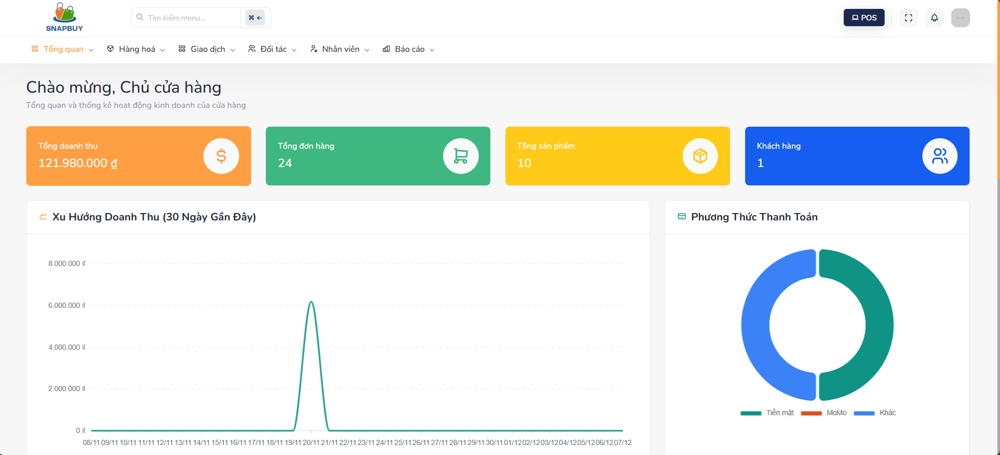 SNAPBUY
Tìm kiếm menu...
⌘ ←
POS
Tổng quan
Hàng hoá
Giao dịch
Đối tác
Nhân viên
Báo cáo
Chào mừng, Chủ cửa hàng
Tổng quan và thống kê hoạt động kinh doanh của cửa hàng
Tổng doanh thu
121.980.000 ₫
Tổng đơn hàng
24
Tổng sản phẩm
10
Khách hàng
1
Xu Hướng Doanh Thu (30 Ngày Gần Đây)
8.000.000 ₫
6.000.000 ₫
4.000.000 ₫
2.000.000 ₫
0 ₫
08/11 09/11 10/11 11/11 12/11 13/11 14/11 15/11 16/11 17/11 18/11 19/11 20/11 21/11 22/11 23/11 24/11 25/11 26/11 27/11 28/11 29/11 30/11 01/12 02/12 03/12 04/12 05/12 06/12 07/12
Phương Thức Thanh Toán
Tiền mặt
MoMo
Khác